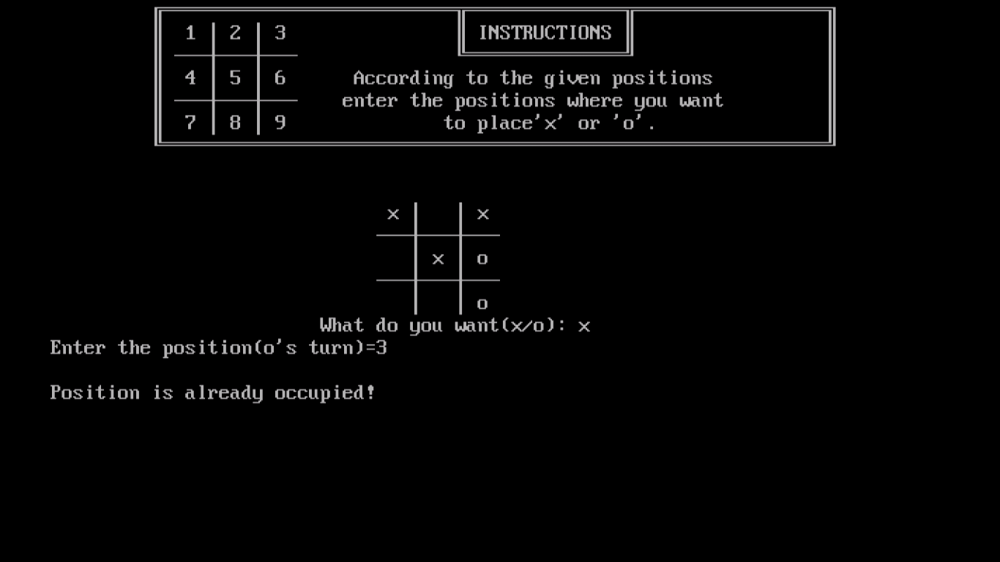 1 2 3
INSTRUCTIONS
4 5 6
According to the given positions
enter the positions where you want
7 8 9
to place'x' or 'o'.
x x
x o
o
What do you want(x/o): x
Enter the position(o's turn)=3
Position is already occupied!